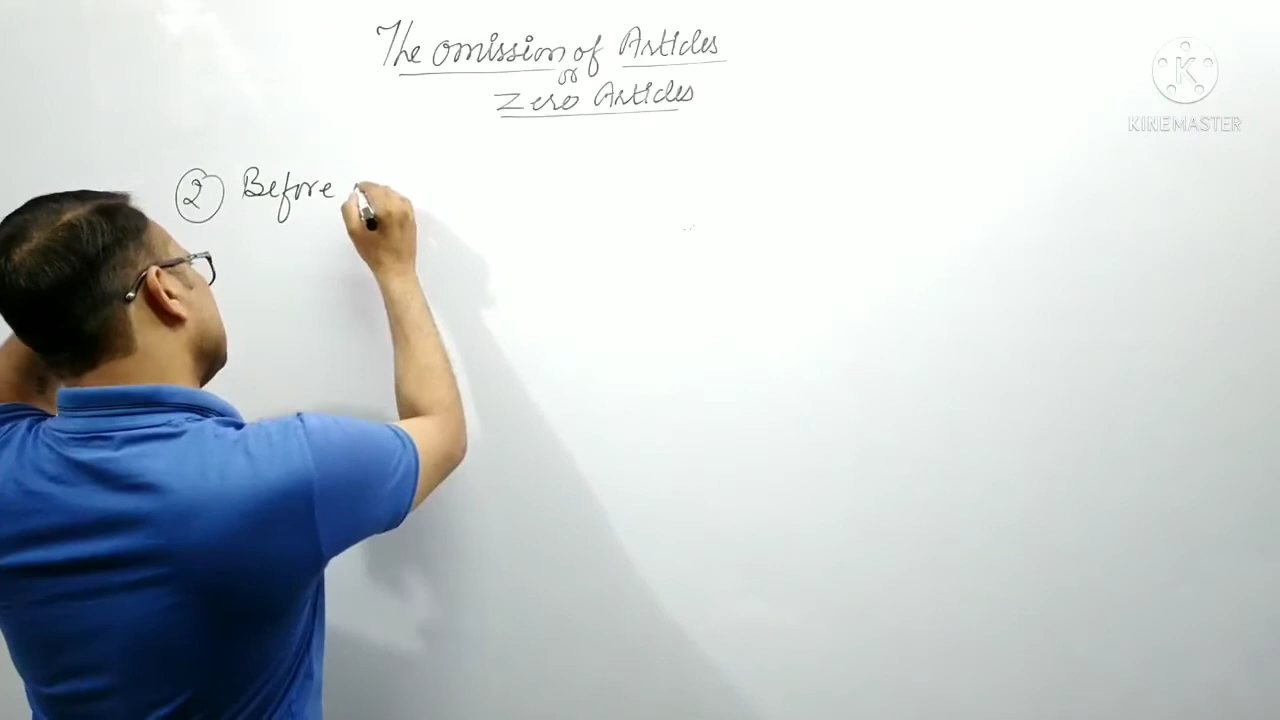 The omission of Articles
or
Zero Articles
2 Before
K
KINEMASTER